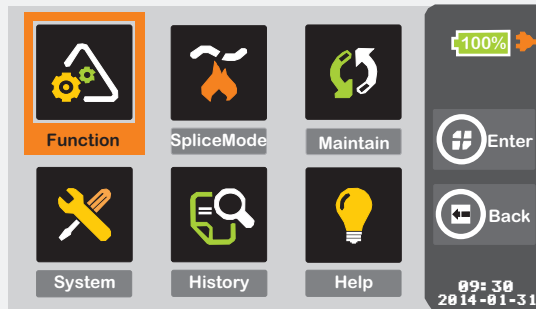 100%
Function
SpliceMode
Maintain
Enter
Back
System
History
Help
09:30
2014-01-31